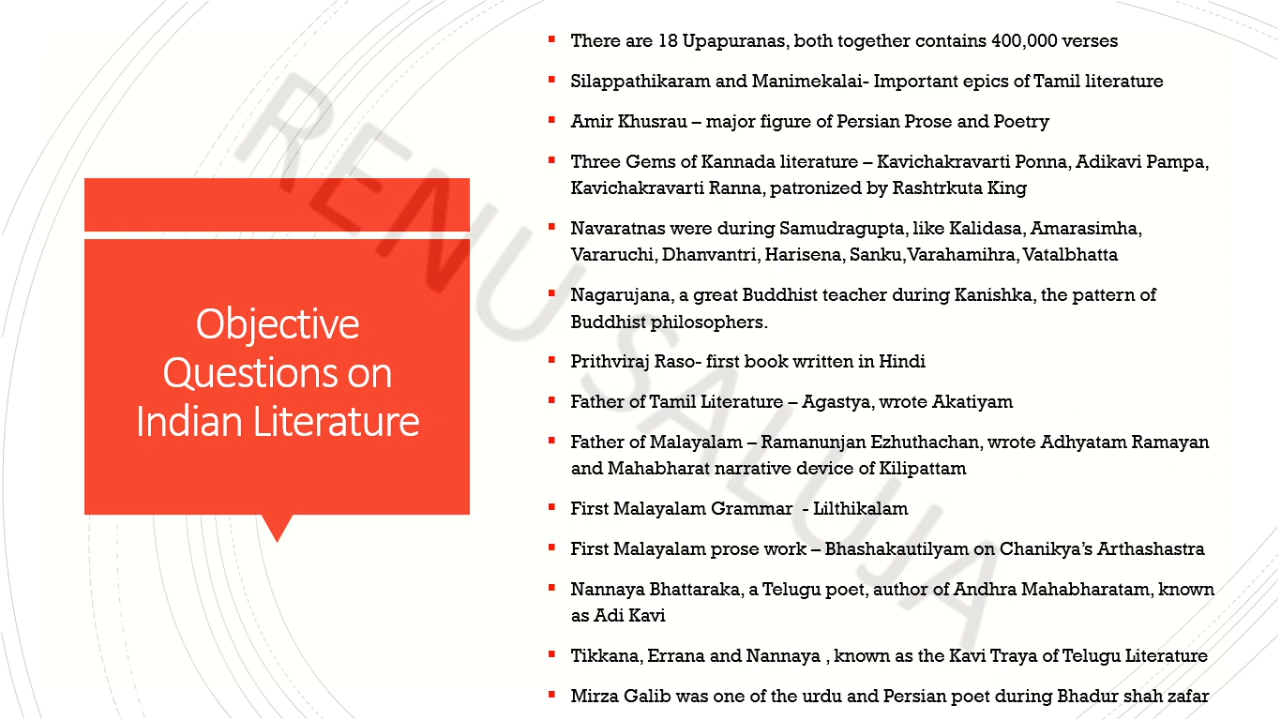 Objective
Questions on
Indian Literature
There are 18 Upapuranas, both together contains 400,000 verses
Silappathikaram and Manimekalai- Important epics of Tamil literature
Amir Khusrau – major figure of Persian Prose and Poetry
Three Gems of Kannada literature – Kavichakravarti Ponna, Adikavi Pampa,
Kavichakravarti Ranna, patronized by Rashtrkuta King
Navaratnas were during Samudragupta, like Kalidasa, Amarasimha,
Vararuchi, Dhanvantri, Harisena, Sanku,Varahamihra, Vatalbhatta
Nagarujana, a great Buddhist teacher during Kanishka, the pattern of
Buddhist philosophers.
Prithviraj Raso- first book written in Hindi
Father of Tamil Literature – Agastya, wrote Akatiyam
Father of Malayalam – Ramanunjan Ezhuthachan, wrote Adhyatam Ramayan
and Mahabharat narrative device of Kilipattam
First Malayalam Grammar - Lilthikalam
First Malayalam prose work – Bhashakautilyam on Chanikya’s Arthashastra
Nannaya Bhattaraka, a Telugu poet, author of Andhra Mahabharatam, known
as Adi Kavi
Tikkana, Errana and Nannaya , known as the Kavi Traya of Telugu Literature
Mirza Galib was one of the urdu and Persian poet during Bhadur shah zafar
RENU SALUJA